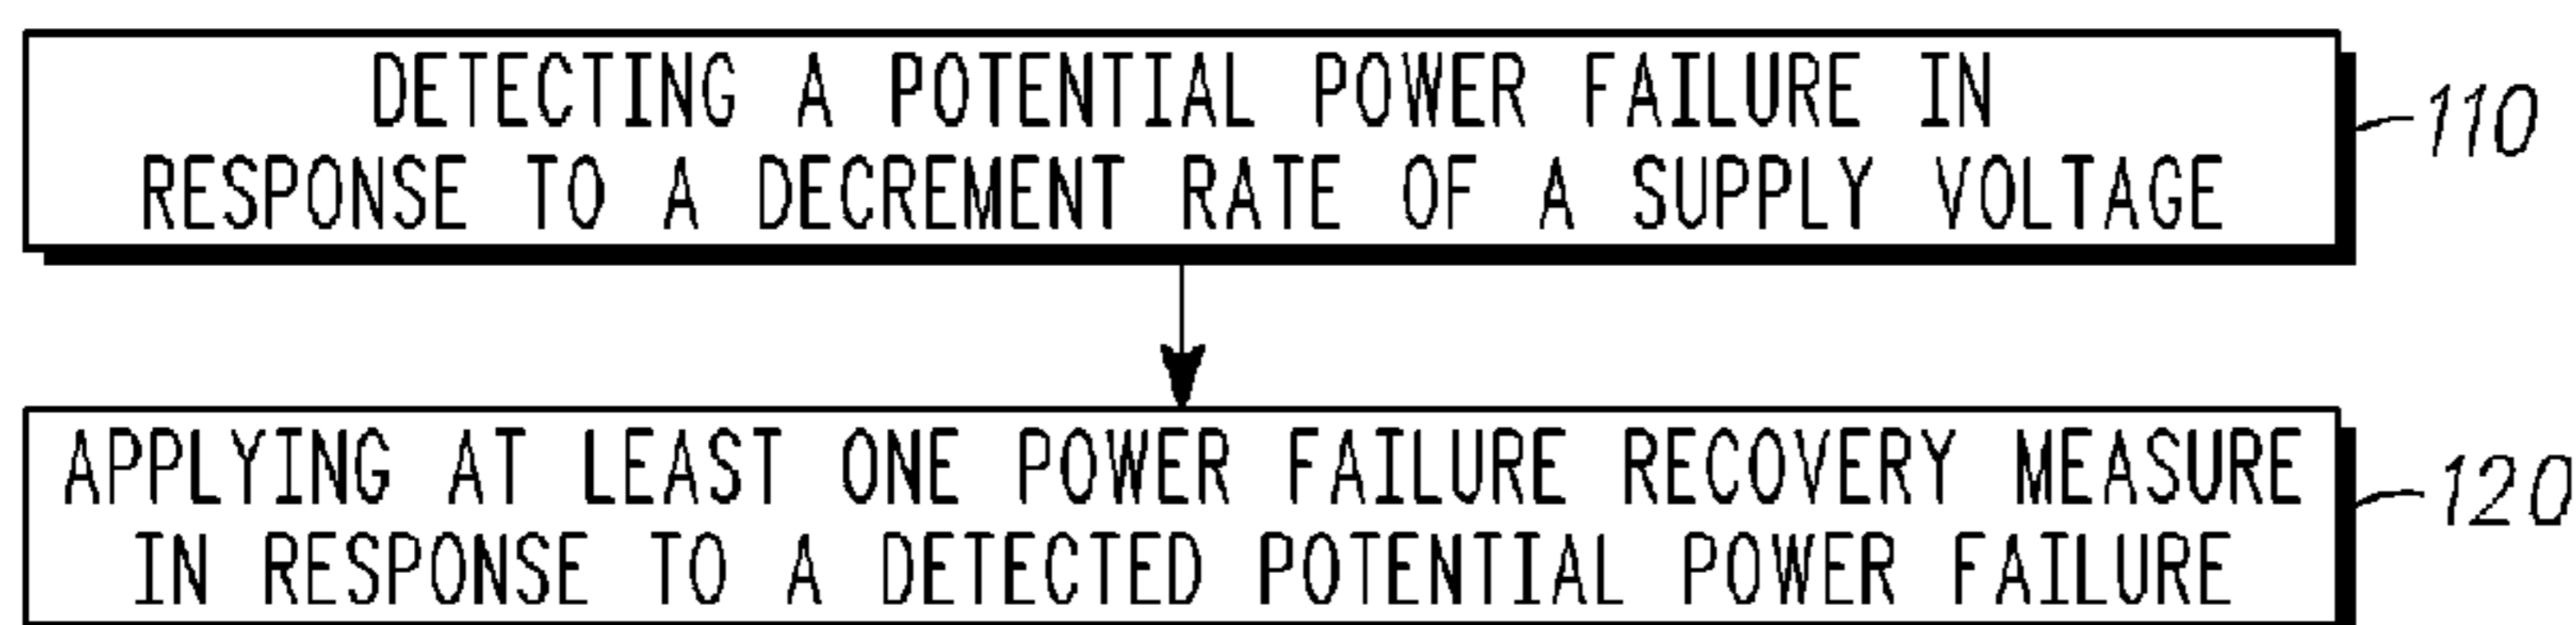 DETECTING A POTENTIAL POWER FAILURE IN
RESPONSE TO A DECREMENT RATE OF A SUPPLY VOLTAGE
110
APPLYING AT LEAST ONE POWER FAILURE RECOVERY MEASURE
IN RESPONSE TO A DETECTED POTENTIAL POWER FAILURE
120